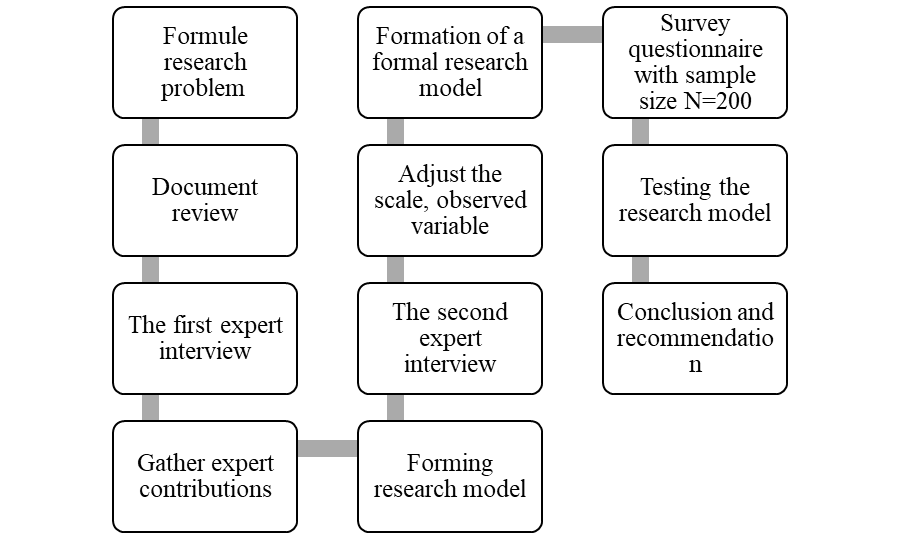 Formule
research
problem
Document
review
The first expert
interview
Gather expert
contributions
Forming
research model
The second
expert
interview
Adjust the
scale, observed
variable
Formation of a
formal research
model
Survey
questionnaire
with sample
size N=200
Testing the
research model
Conclusion and
recommendatio
n